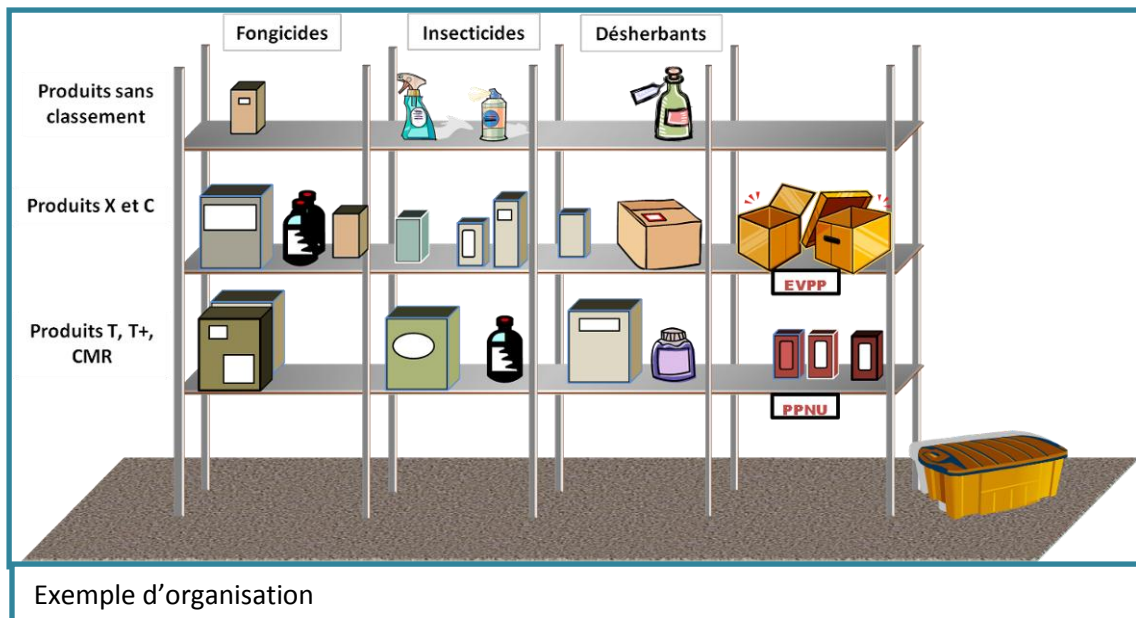 Fongicides
Insecticides
Désherbants
Produits sans
classement
Produits X et C
EVPP
Produits T, T+,
CMR
PPNU
Exemple d'organisation